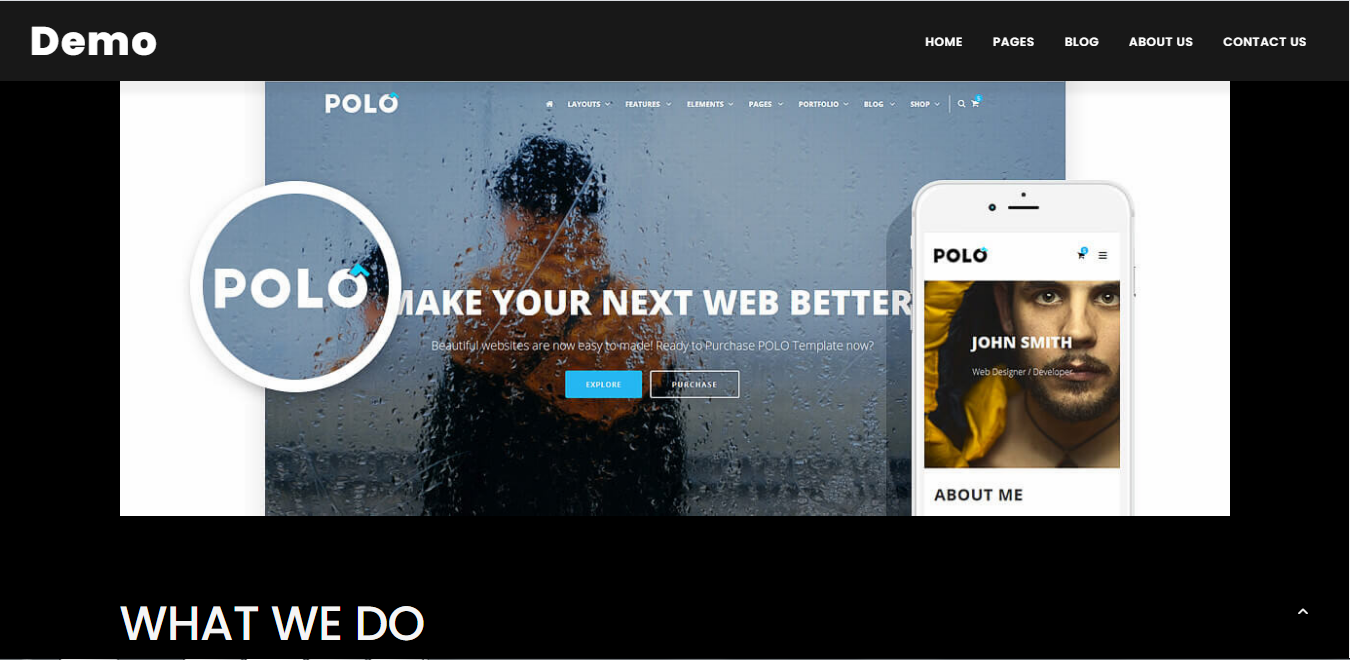 Demo
HOME PAGES BLOG ABOUT US CONTACT US
POLO
LAYOUTS FEATURES ELEMENTS PAGES PORTFOLIO BLOG SHOP
POLO
POLO
MAKE YOUR NEXT WEB BETTER
Beautiful websites are now easy to made! Ready to Purchase POLO Template now?
EXPLORE PURCHASE
JOHN SMITH
Web Designer / Developer
ABOUT ME
WHAT WE DO